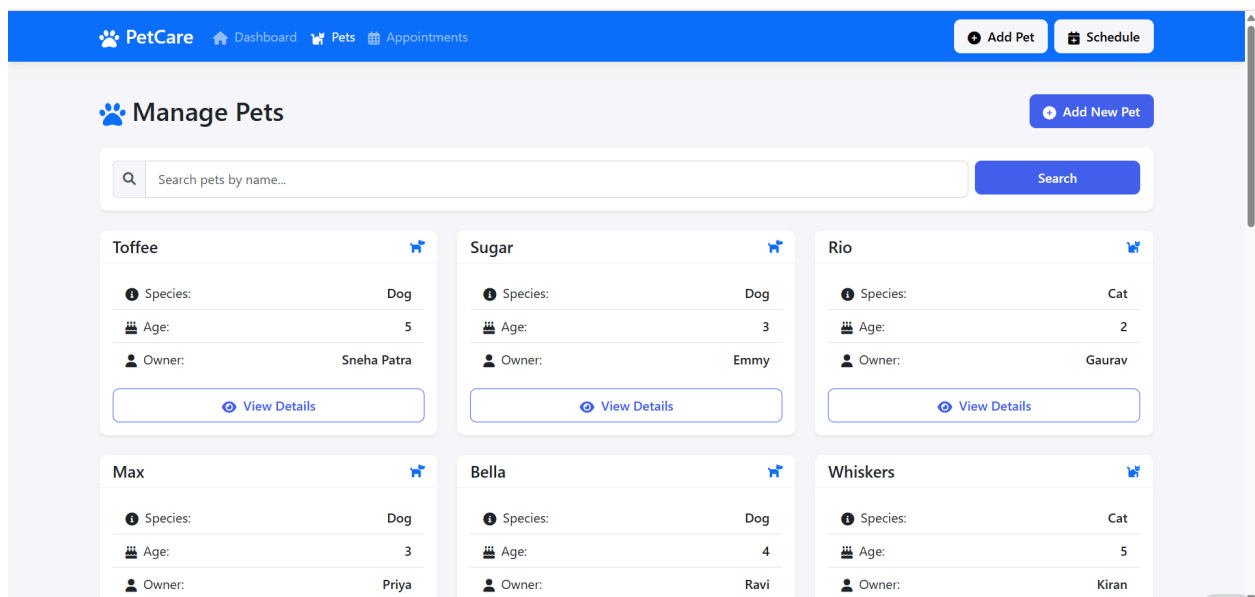 PetCare Dashboard Pets Appointments Add Pet Schedule
Manage Pets Add New Pet
Search pets by name... Search
Toffee
Species: Dog
Age: 5
Owner: Sneha Patra
View Details
Sugar
Species: Dog
Age: 3
Owner: Emmy
View Details
Rio
Species: Cat
Age: 2
Owner: Gaurav
View Details
Max
Species: Dog
Age: 3
Owner: Priya
Bella
Species: Dog
Age: 4
Owner: Ravi
Whiskers
Species: Cat
Age: 5
Owner: Kiran